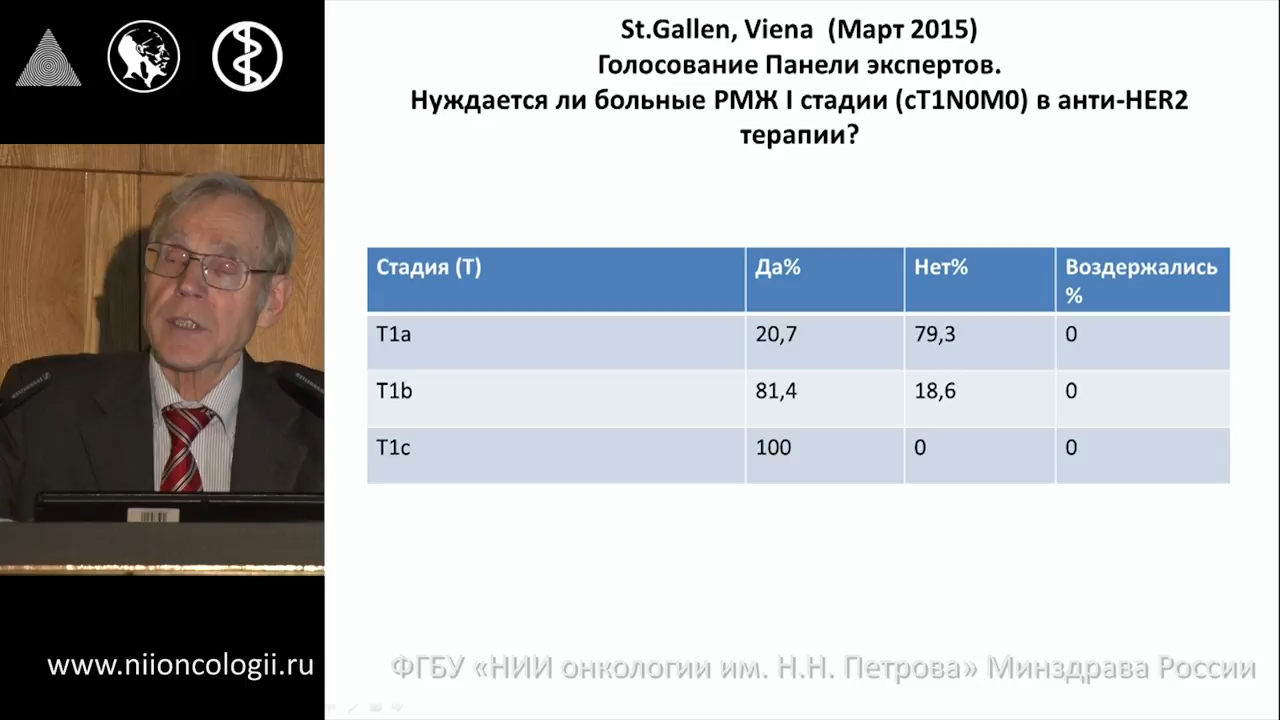 St.Gallen, Viena (Март 2015)
Голосование Панели экспертов.
Нуждается ли больные РМЖ I стадии (cT1N0M0) в анти-HER2
терапии?
Стадия (T) Да% Нет% Воздержались
%
T1a 20,7 79,3 0
T1b 81,4 18,6 0
T1c 100 0 0
www.niioncologii.ru
ФГБУ «НИИ онкологии им. Н.Н. Петрова» Минздрава России